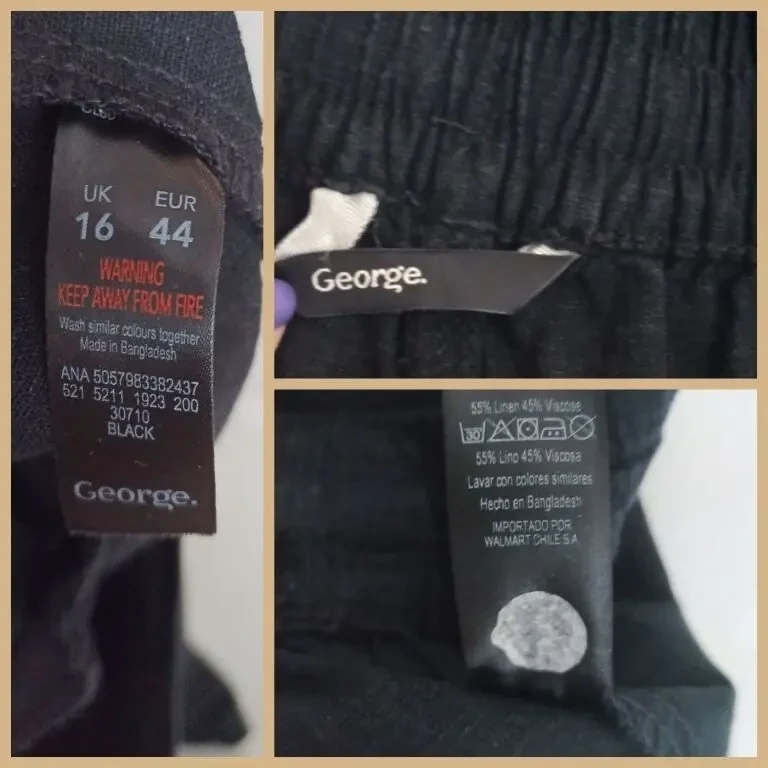 UK EUR
16 44
WARNING
KEEP AWAY FROM FIRE
Wash similar colours together
Made in Bangladesh
ANA 5057983382437
521 5211 1923 200
30710
BLACK
George.
George.
55% Linen 45% Viscose
30
55% Lino 45% Viscosa
Lavar con colores similares
Hecho en Bangladesh
IMPORTADO POR
WALMART CHILE S.A